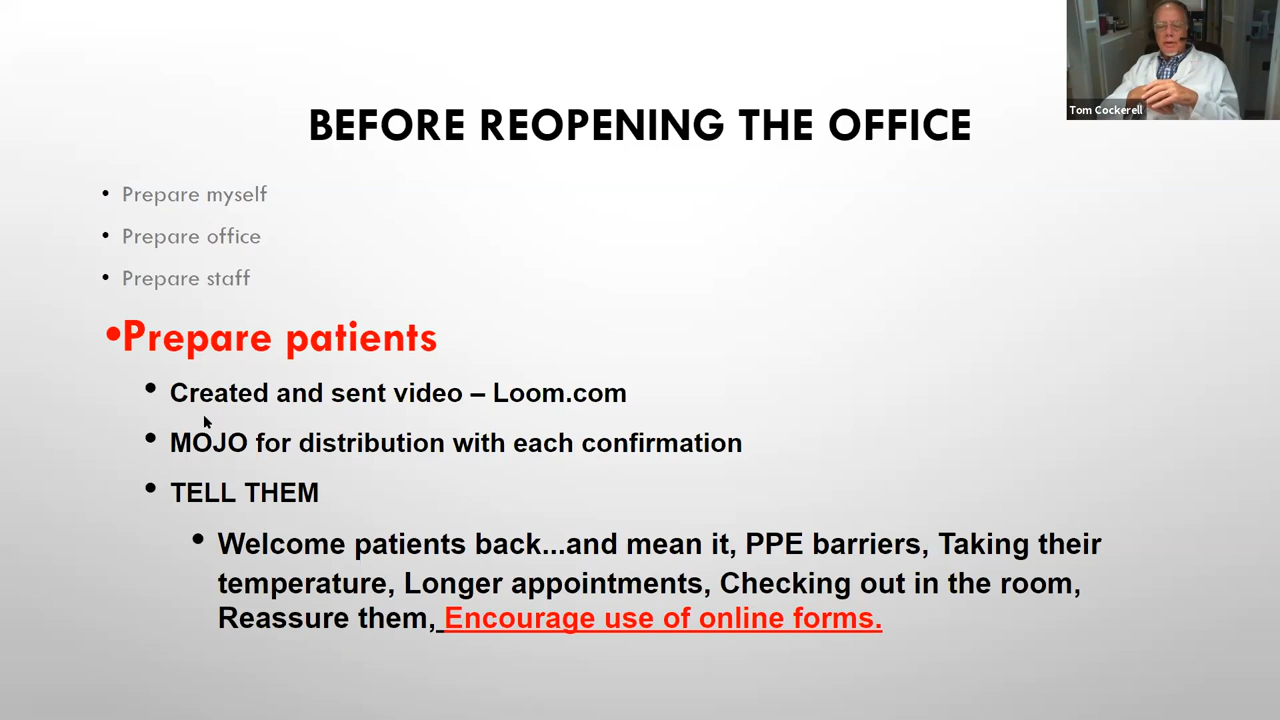 Tom Cockerell
BEFORE REOPENING THE OFFICE
• Prepare myself
• Prepare office
• Prepare staff
•Prepare patients
• Created and sent video – Loom.com
• MOJO for distribution with each confirmation
• TELL THEM
• Welcome patients back...and mean it, PPE barriers, Taking their
temperature, Longer appointments, Checking out in the room,
Reassure them, Encourage use of online forms.